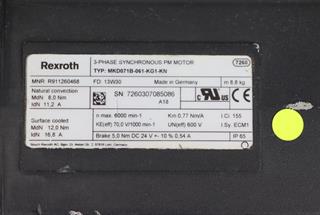 Rexroth
3-PHASE SYNCHRONOUS PM MOTOR
7260
TYP: MKD071B-061-KG1-KN
MNR R911260468
FD: 13W30
Made in Germany
m 8,8 kg
Natural convection
MdN 8,0 Nm
IdN 11,2 A
SN 7260307085086
A18
Surface cooled
MdN 12,0 Nm
IdN 16,8 A
n max 6000 min-1
Km 0,77 Nm/A
I.Cl 155
KE(eff) 70,0 V/1000 min-1
UN(eff) 600 V
I.Sy. ECM1
Brake 5,0 Nm DC 24 V +- 10 % 0,54 A
IP 65